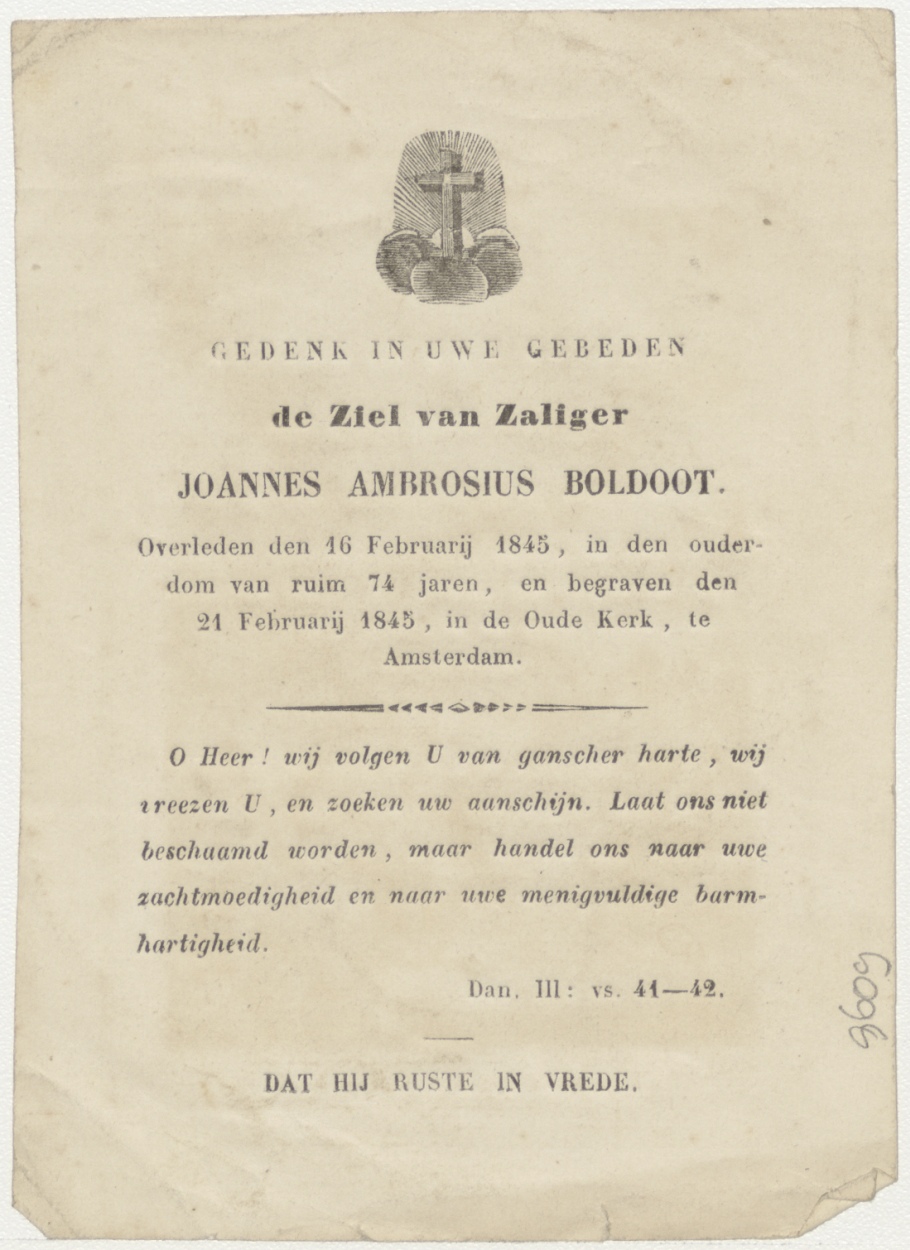 GEDENK IN UWE GEBEDEN
de Ziel van Zaliger
JOANNES AMBROSIUS BOLDOOT.
Overleden den 16 Februarij 1845, in den ouder-
dom van ruim 74 jaren, en begraven den
21 Februarij 1845, in de Oude Kerk, te
Amsterdam.
O Heer! wij volgen U van ganscher harte, wij
vreezen U, en zoeken uw aanschijn. Laat ons niet
beschaamd worden, maar handel ons naar uwe
zachtmoedigheid en naar uwe menigvuldige barm-
hartigheid.
Dan. III: vs. 41—42.
DAT HIJ RUSTE IN VREDE.